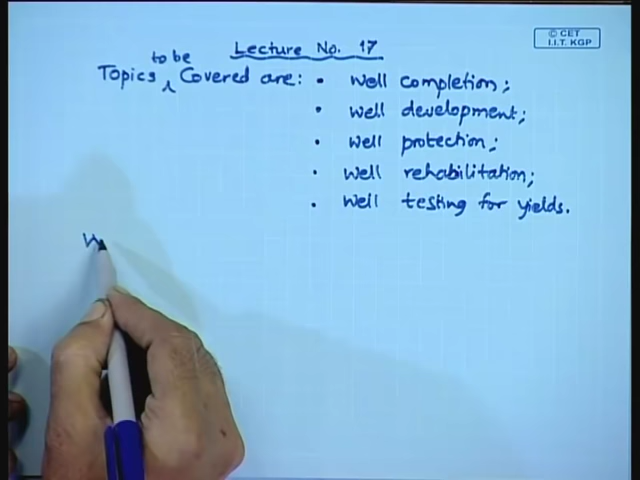 Lecture No. 17
© CET
I.I.T. KGP
Topics to be Covered are: • Well completion;
• Well development;
• Well protection;
• Well rehabilitation;
• Well testing for yields.
W